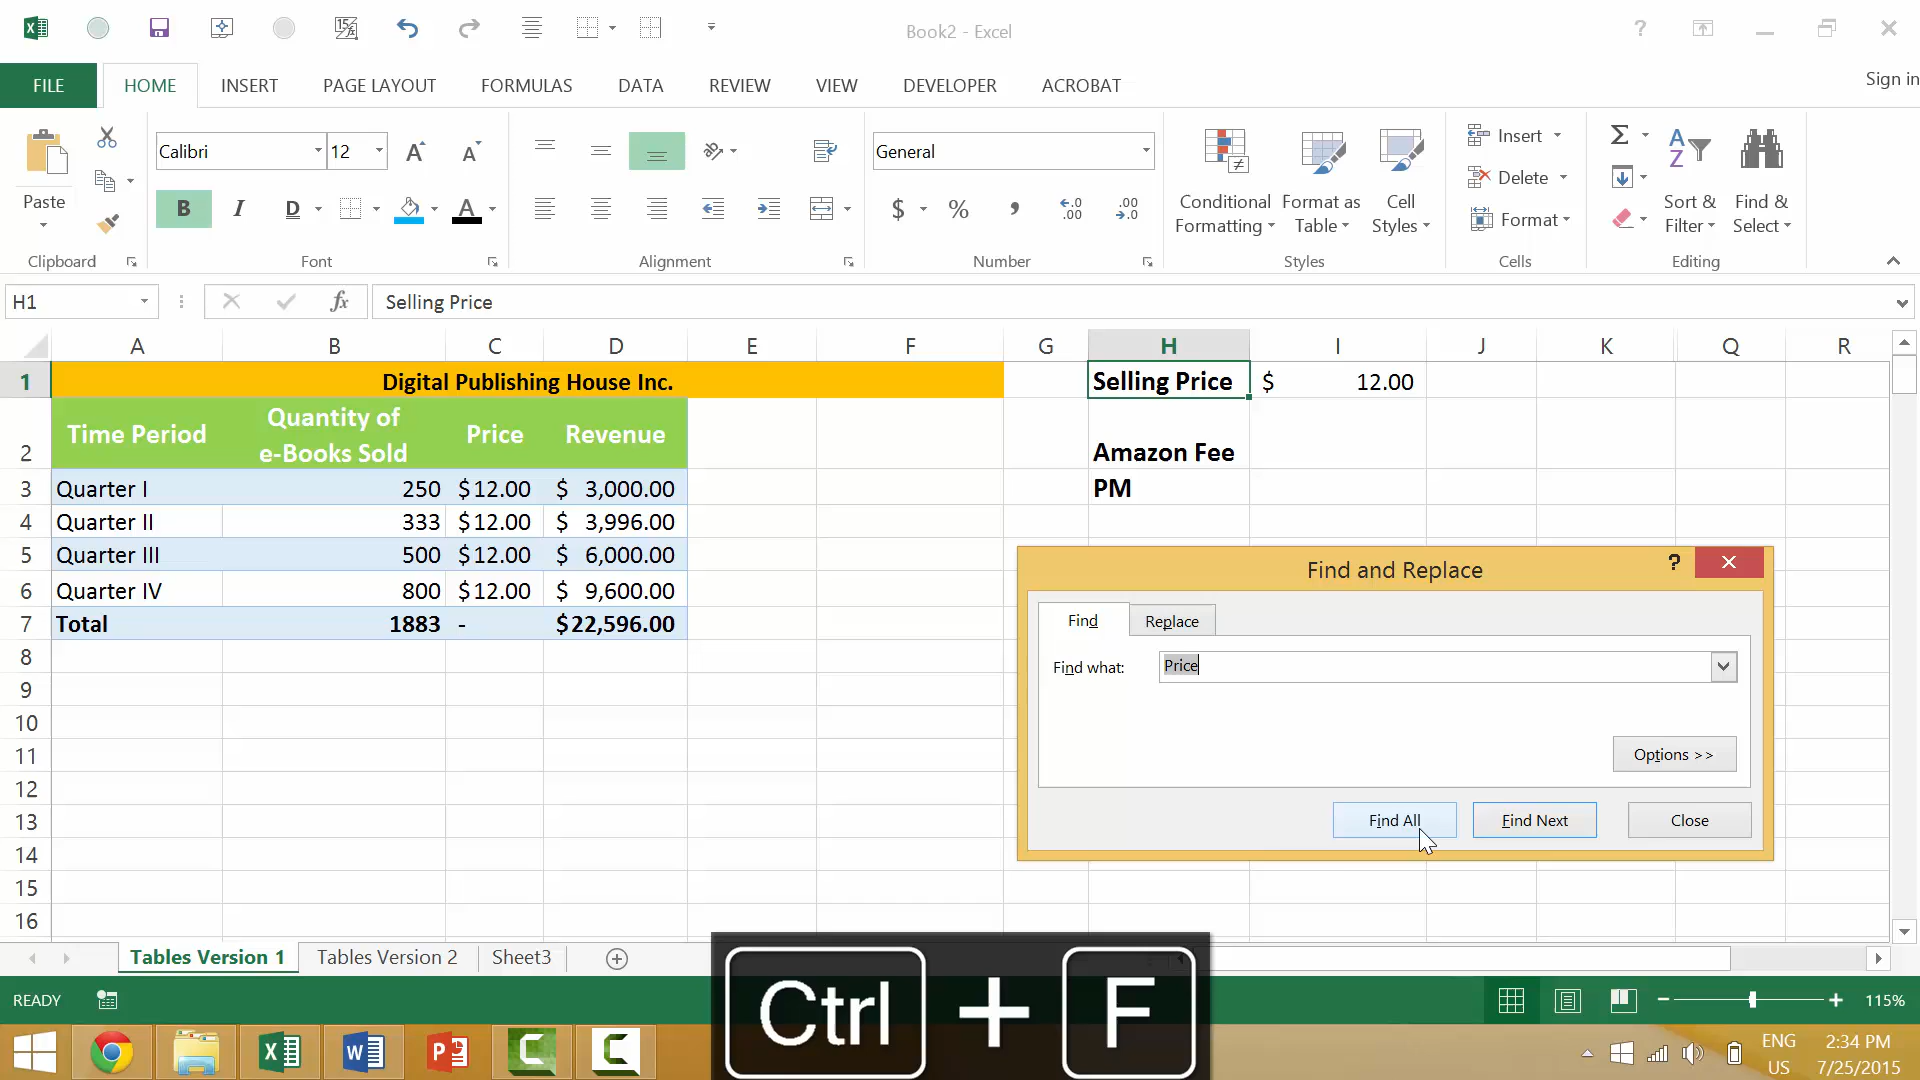 Book2 - Excel
?
Sign in
FILE HOME INSERT PAGE LAYOUT FORMULAS DATA REVIEW VIEW DEVELOPER ACROBAT
Paste
Clipboard
Calibri 12
B I D A
Font
Alignment
General
$ % ,
Number
Conditional Formatting
Format as Table
Cell Styles
Styles
Insert
Delete
Format
Cells
Σ
Sort & Filter
Find & Select
Editing
H1 fx Selling Price
A B C D E F G H I J K Q R
1 Digital Publishing House Inc. Selling Price $ 12.00
2 Time Period Quantity of e-Books Sold Price Revenue Amazon Fee
3 Quarter I 250 $12.00 $ 3,000.00 PM
4 Quarter II 333 $12.00 $ 3,996.00
5 Quarter III 500 $12.00 $ 6,000.00
6 Quarter IV 800 $12.00 $ 9,600.00
7 Total 1883 - $22,596.00
8
9
10
11
12
13
14
15
16
Find and Replace
?
Find Replace
Find what: Price
Options >>
Find All Find Next Close
Tables Version 1 Tables Version 2 Sheet3
READY
115%
Ctrl + F
ENG
US
2:34 PM
7/25/2015